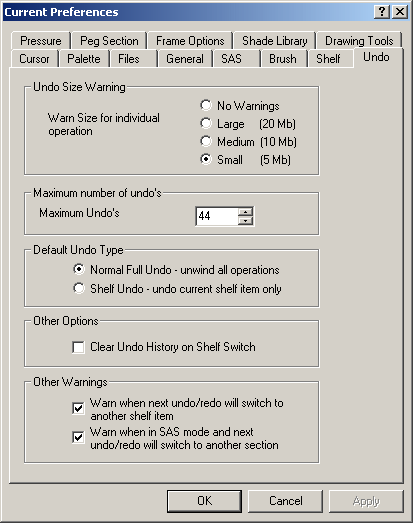 Current Preferences
Pressure Peg Section Frame Options Shade Library Drawing Tools
Cursor Palette Files General SAS Brush Shelf Undo
Undo Size Warning
Warn Size for individual
operation
No Warnings
Large (20 Mb)
Medium (10 Mb)
Small (5 Mb)
Maximum number of undo's
Maximum Undo's 44
Default Undo Type
Normal Full Undo - unwind all operations
Shelf Undo - undo current shelf item only
Other Options
Clear Undo History on Shelf Switch
Other Warnings
Warn when next undo/redo will switch to
another shelf item
Warn when in SAS mode and next
undo/redo will switch to another section
OK Cancel Apply